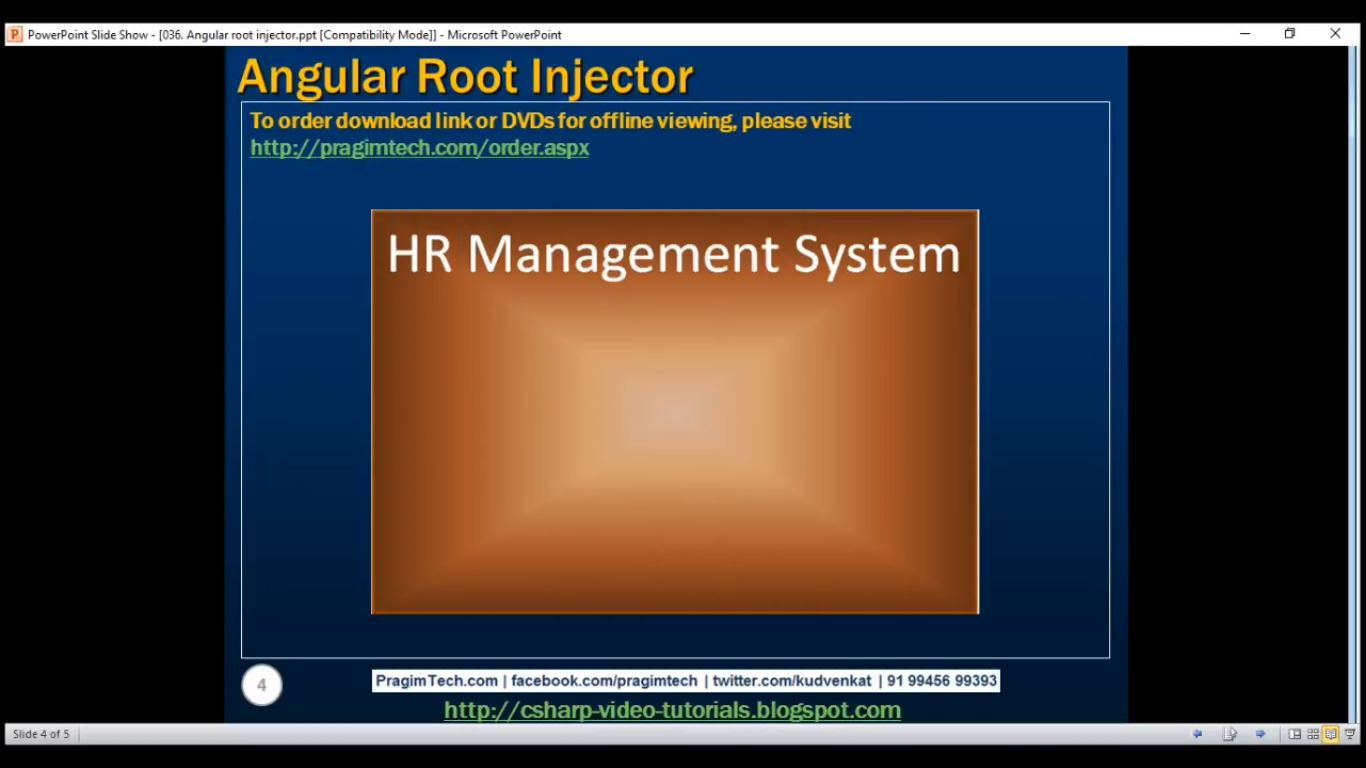 PowerPoint Slide Show - [036. Angular root injector.ppt [Compatibility Mode]] - Microsoft PowerPoint
Angular Root Injector
To order download link or DVDs for offline viewing, please visit
http://pragimtech.com/order.aspx
HR Management System
4
PragimTech.com | facebook.com/pragimtech | twitter.com/kudvenkat | 91 99456 99393
http://csharp-video-tutorials.blogspot.com
Slide 4 of 5